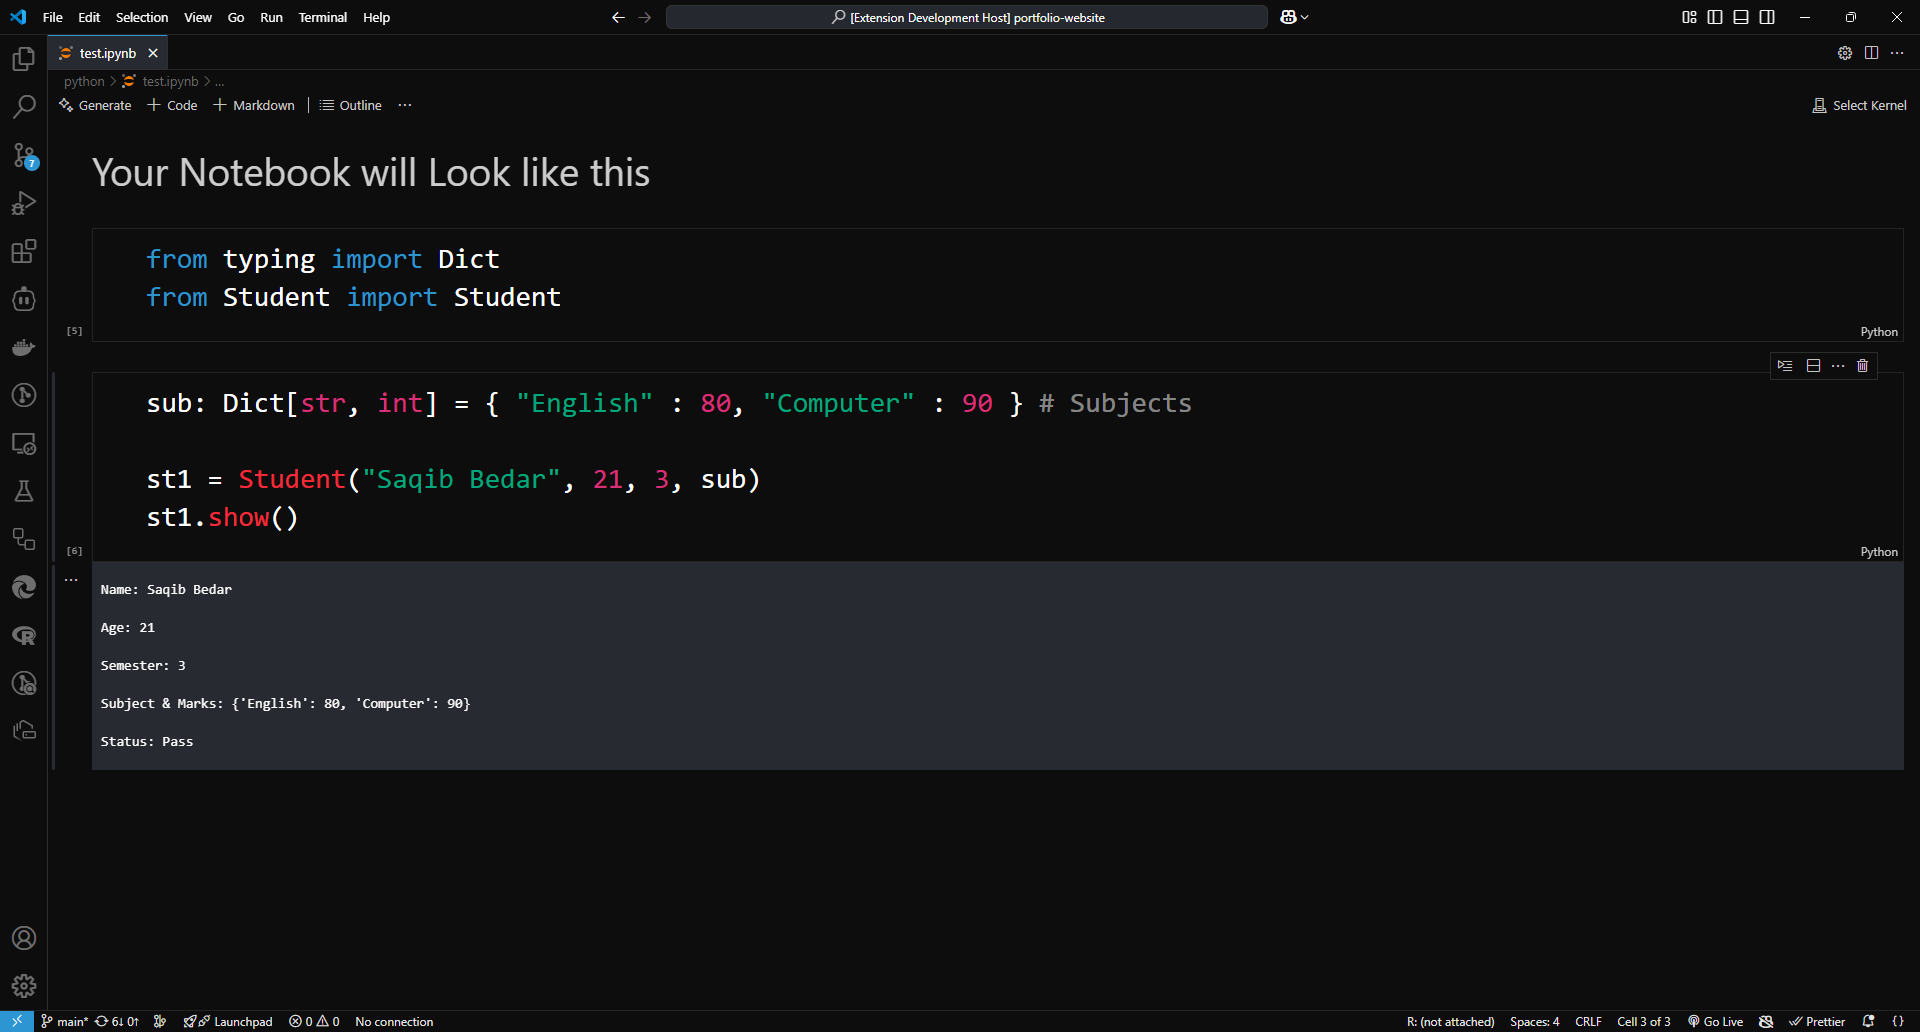 File Edit Selection View Go Run Terminal Help
[Extension Development Host] portfolio-website
test.ipynb
python > test.ipynb > ...
Generate + Code + Markdown Outline ...
Select Kernel
7
Your Notebook will Look like this
from typing import Dict
from Student import Student
[5]
Python
sub: Dict[str, int] = { "English" : 80, "Computer" : 90 } # Subjects
st1 = Student("Saqib Bedar", 21, 3, sub)
st1.show()
[6]
Python
Name: Saqib Bedar
Age: 21
Semester: 3
Subject & Marks: {'English': 80, 'Computer': 90}
Status: Pass
main* 6↓ 0↑ Launchpad 0 0 No connection
R: (not attached) Spaces: 4 CRLF Cell 3 of 3 Go Live Prettier {}